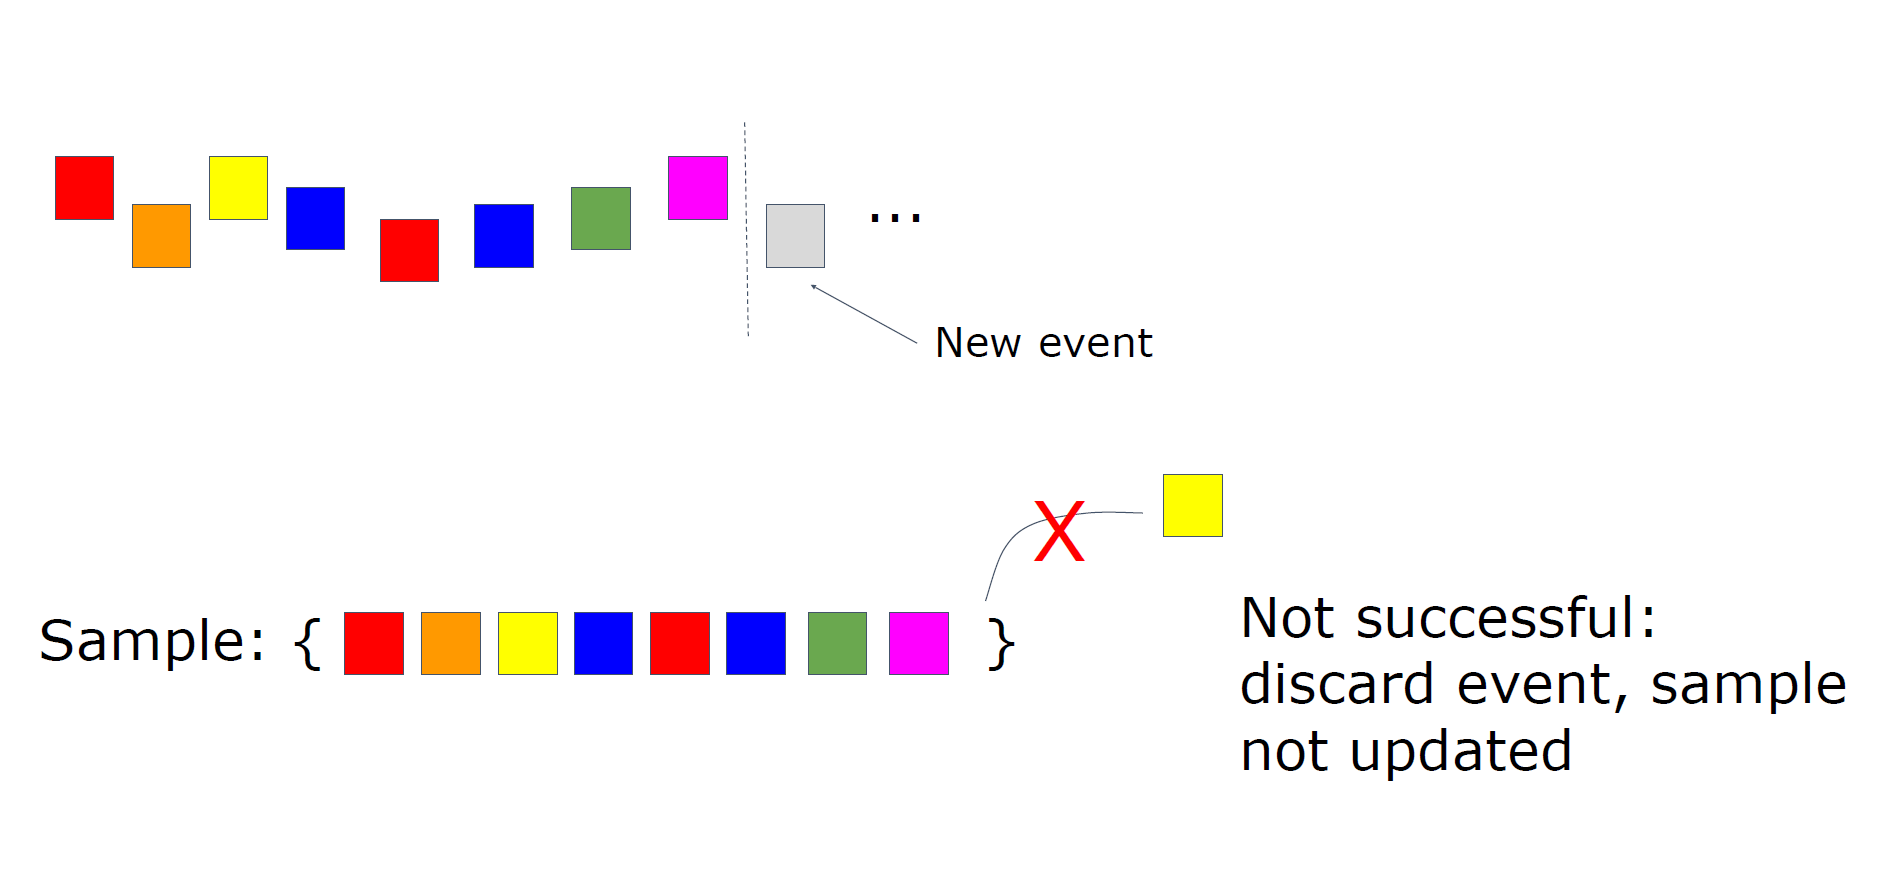 ...
New event
X
Sample: { }
Not successful:
discard event, sample
not updated